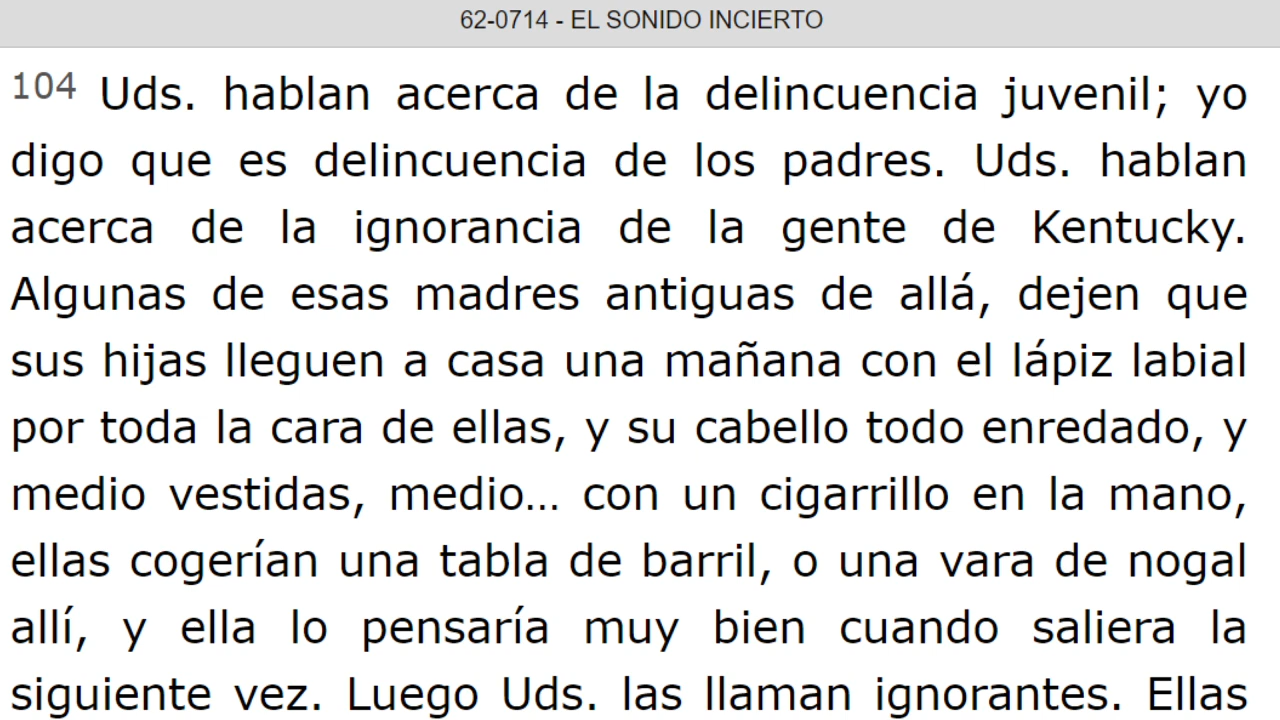 62-0714 - EL SONIDO INCIERTO
104 Uds. hablan acerca de la delincuencia juvenil; yo
digo que es delincuencia de los padres. Uds. hablan
acerca de la ignorancia de la gente de Kentucky.
Algunas de esas madres antiguas de allá, dejen que
sus hijas lleguen a casa una mañana con el lápiz labial
por toda la cara de ellas, y su cabello todo enredado, y
medio vestidas, medio… con un cigarrillo en la mano,
ellas cogerían una tabla de barril, o una vara de nogal
allí, y ella lo pensaría muy bien cuando saliera la
siguiente vez. Luego Uds. las llaman ignorantes. Ellas